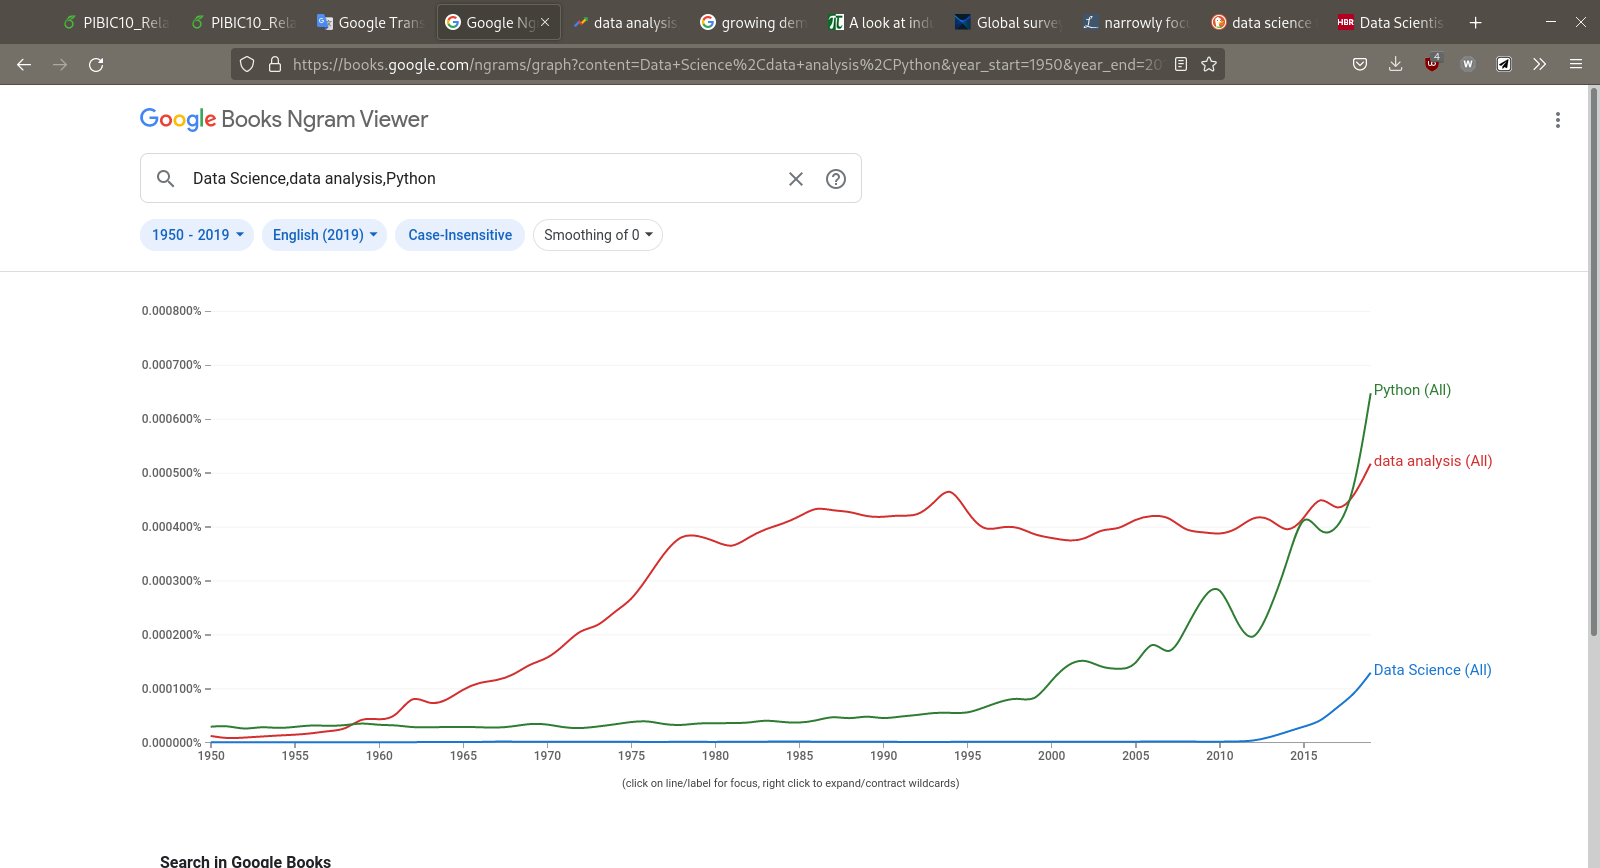 PIBIC10_Rela
PIBIC10_Rela
Google Trans
Google Ng
data analysis
growing dem
A look at indu
Global surve
narrowly foc
data science
HBR Data Scientis
https://books.google.com/ngrams/graph?content=Data+Science%2Cdata+analysis%2CPython&year_start=1950&year_end=20
4
W
Google Books Ngram Viewer
Data Science,data analysis,Python
1950 - 2019
English (2019)
Case-Insensitive
Smoothing of 0
0.000800%
0.000700%
0.000600%
0.000500%
0.000400%
0.000300%
0.000200%
0.000100%
0.000000%
Python (All)
data analysis (All)
Data Science (All)
1950 1955 1960 1965 1970 1975 1980 1985 1990 1995 2000 2005 2010 2015
(click on line/label for focus, right click to expand/contract wildcards)
Search in Google Books